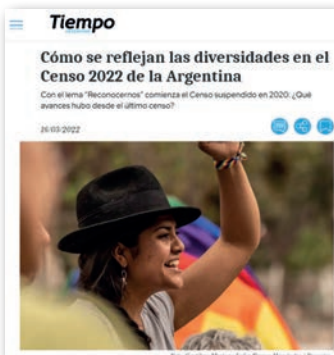 Tiempo
Cómo se reflejan las diversidades en el
Censo 2022 de la Argentina
Con el lema "Reconocernos" comienza el Censo suspendido en 2020: ¿Qué
avances hubo desde el último censo?
16/03/2022